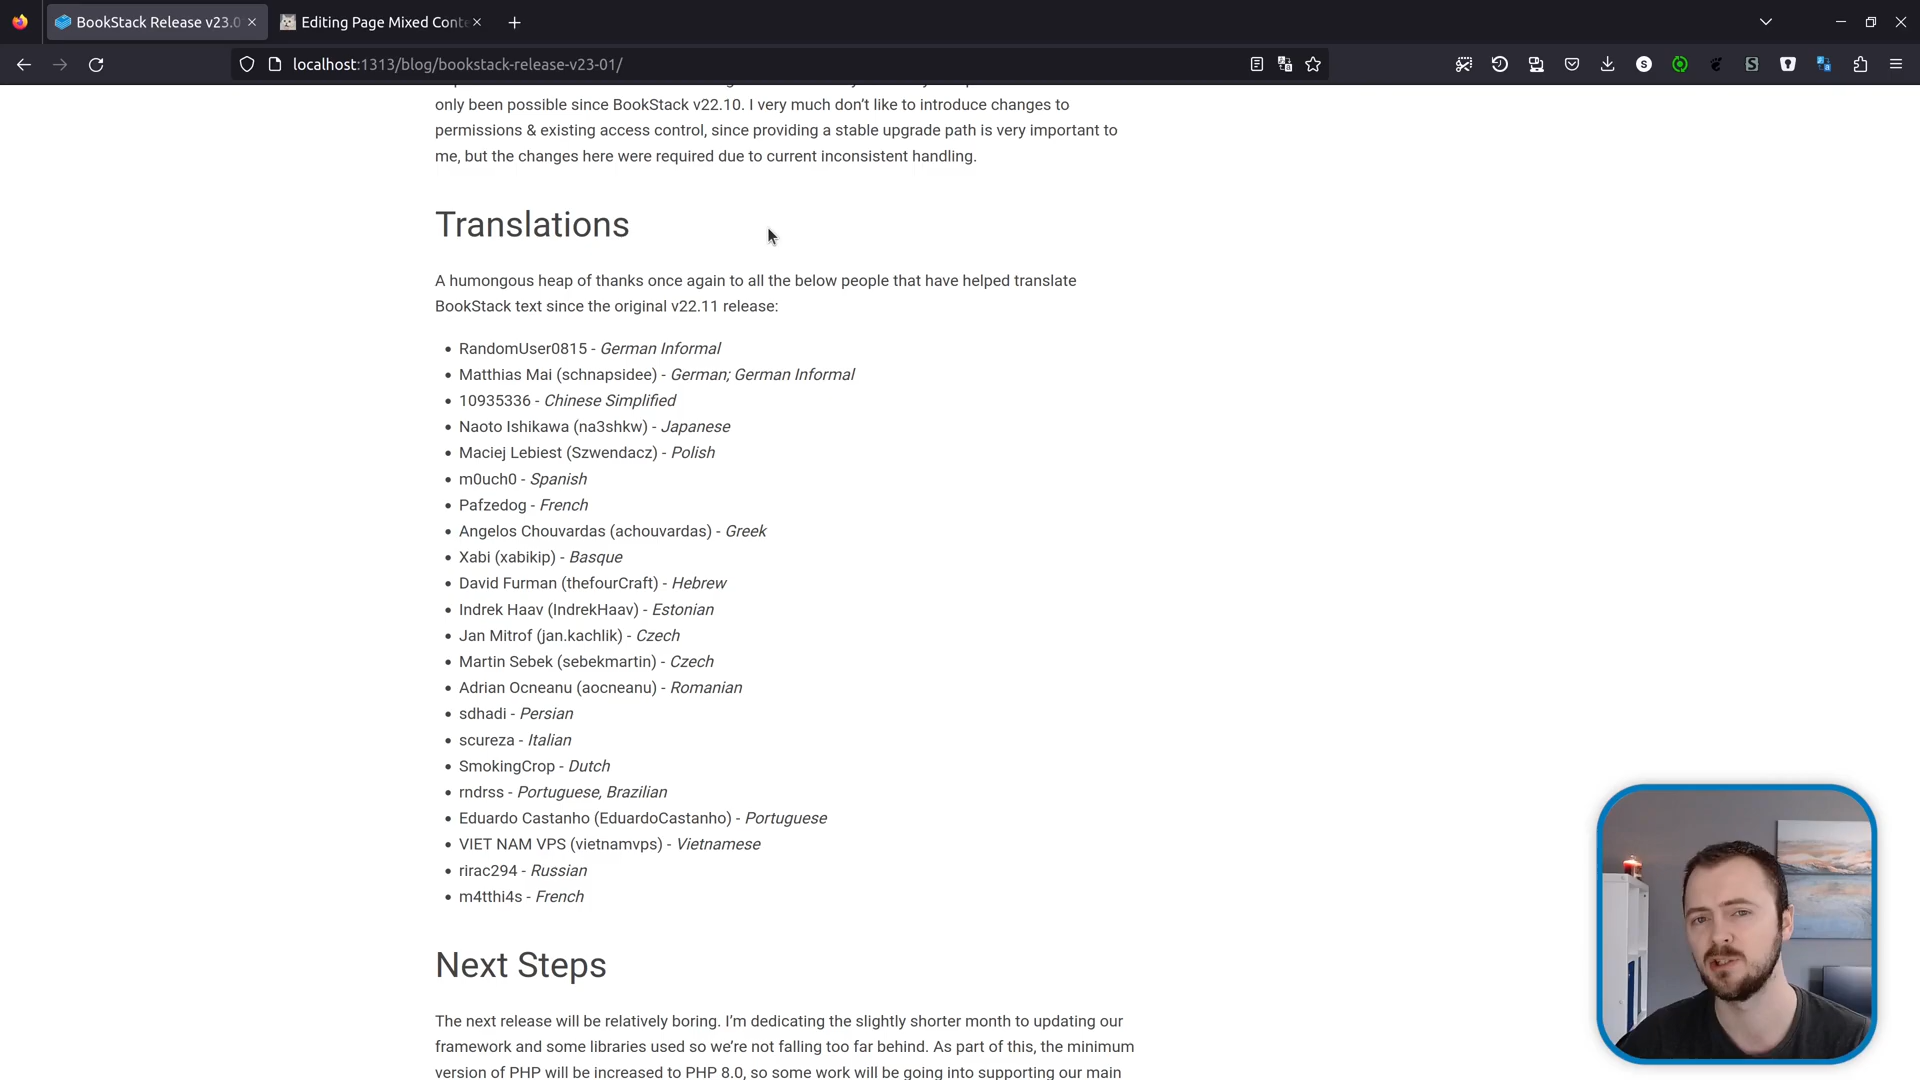 BookStack Release v23.0
Editing Page Mixed Cont
localhost:1313/blog/bookstack-release-v23-01/
only been possible since BookStack v22.10. I very much don't like to introduce changes to
permissions & existing access control, since providing a stable upgrade path is very important to
me, but the changes here were required due to current inconsistent handling.
Translations
A humongous heap of thanks once again to all the below people that have helped translate
BookStack text since the original v22.11 release:
RandomUser0815 - German Informal
Matthias Mai (schnapsidee) - German; German Informal
10935336 - Chinese Simplified
Naoto Ishikawa (na3shkw) - Japanese
Maciej Lebiest (Szwendacz) - Polish
m0uch0 - Spanish
Pafzedog - French
Angelos Chouvardas (achouvardas) - Greek
Xabi (xabikip) - Basque
David Furman (thefourCraft) - Hebrew
Indrek Haav (IndrekHaav) - Estonian
Jan Mitrof (jan.kachlik) - Czech
Martin Sebek (sebekmartin) - Czech
Adrian Ocneanu (aocneanu) - Romanian
sdhadi - Persian
scureza - Italian
SmokingCrop - Dutch
rndrss - Portuguese, Brazilian
Eduardo Castanho (EduardoCastanho) - Portuguese
VIET NAM VPS (vietnamvps) - Vietnamese
rirac294 - Russian
m4tthi4s - French
Next Steps
The next release will be relatively boring. I'm dedicating the slightly shorter month to updating our
framework and some libraries used so we're not falling too far behind. As part of this, the minimum
version of PHP will be increased to PHP 8.0, so some work will be going into supporting our main